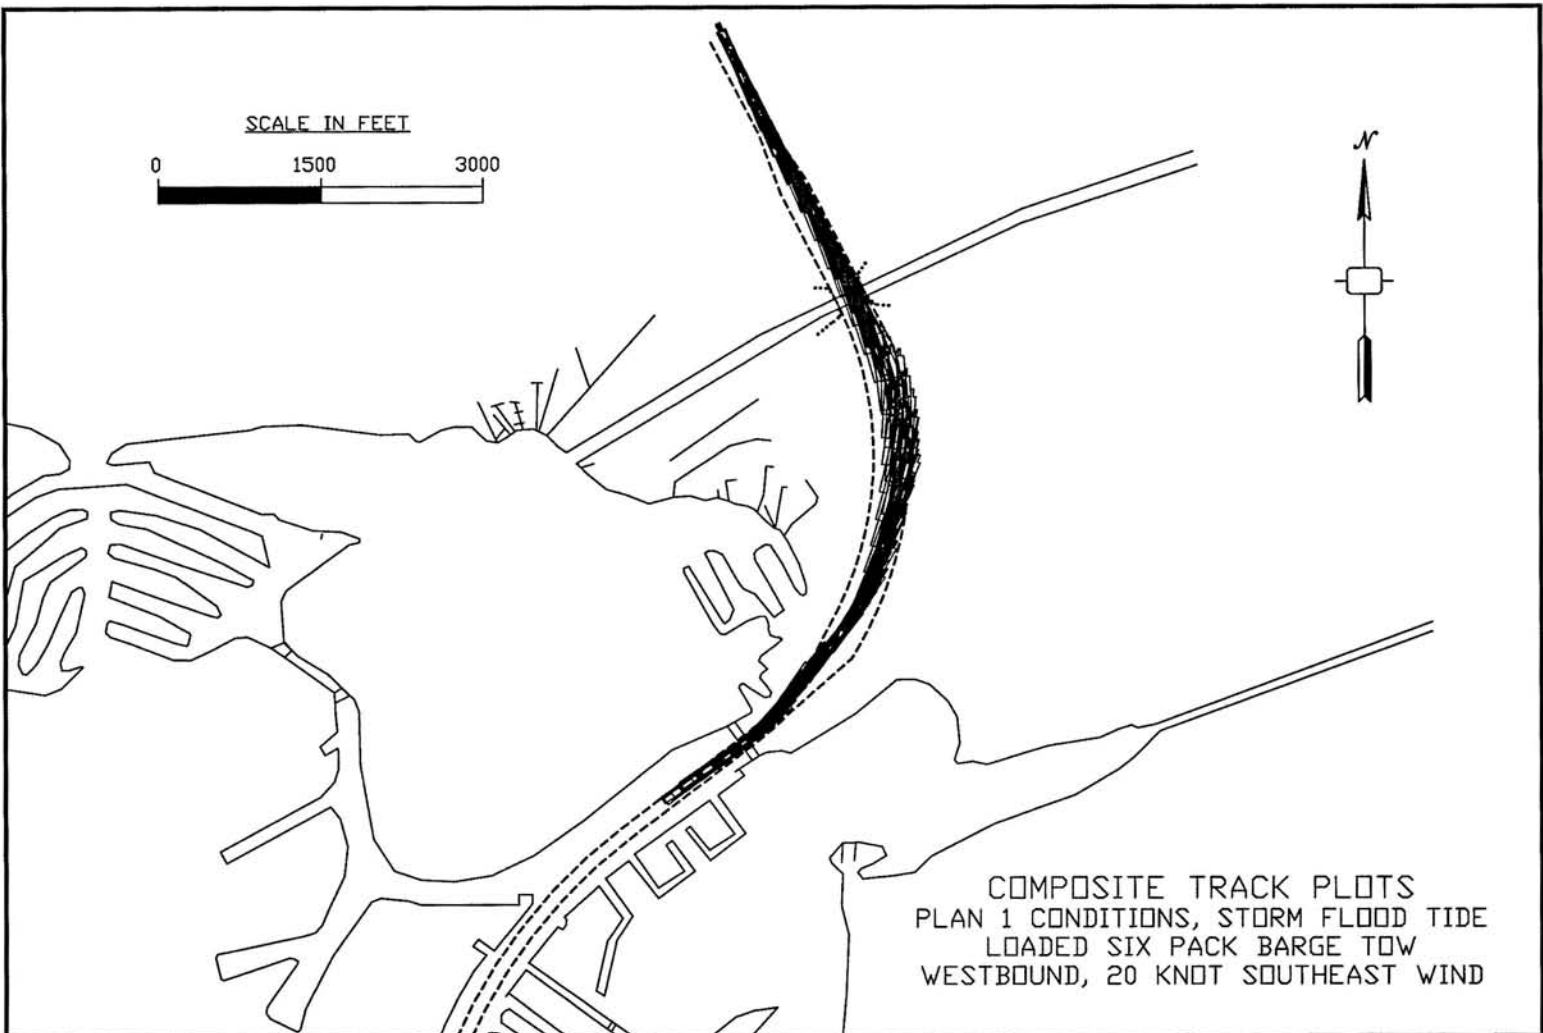 SCALE IN FEET
0 1500 3000
N
COMPOSITE TRACK PLOTS
PLAN 1 CONDITIONS, STORM FLOOD TIDE
LOADED SIX PACK BARGE TOW
WESTBOUND, 20 KNOT SOUTHEAST WIND